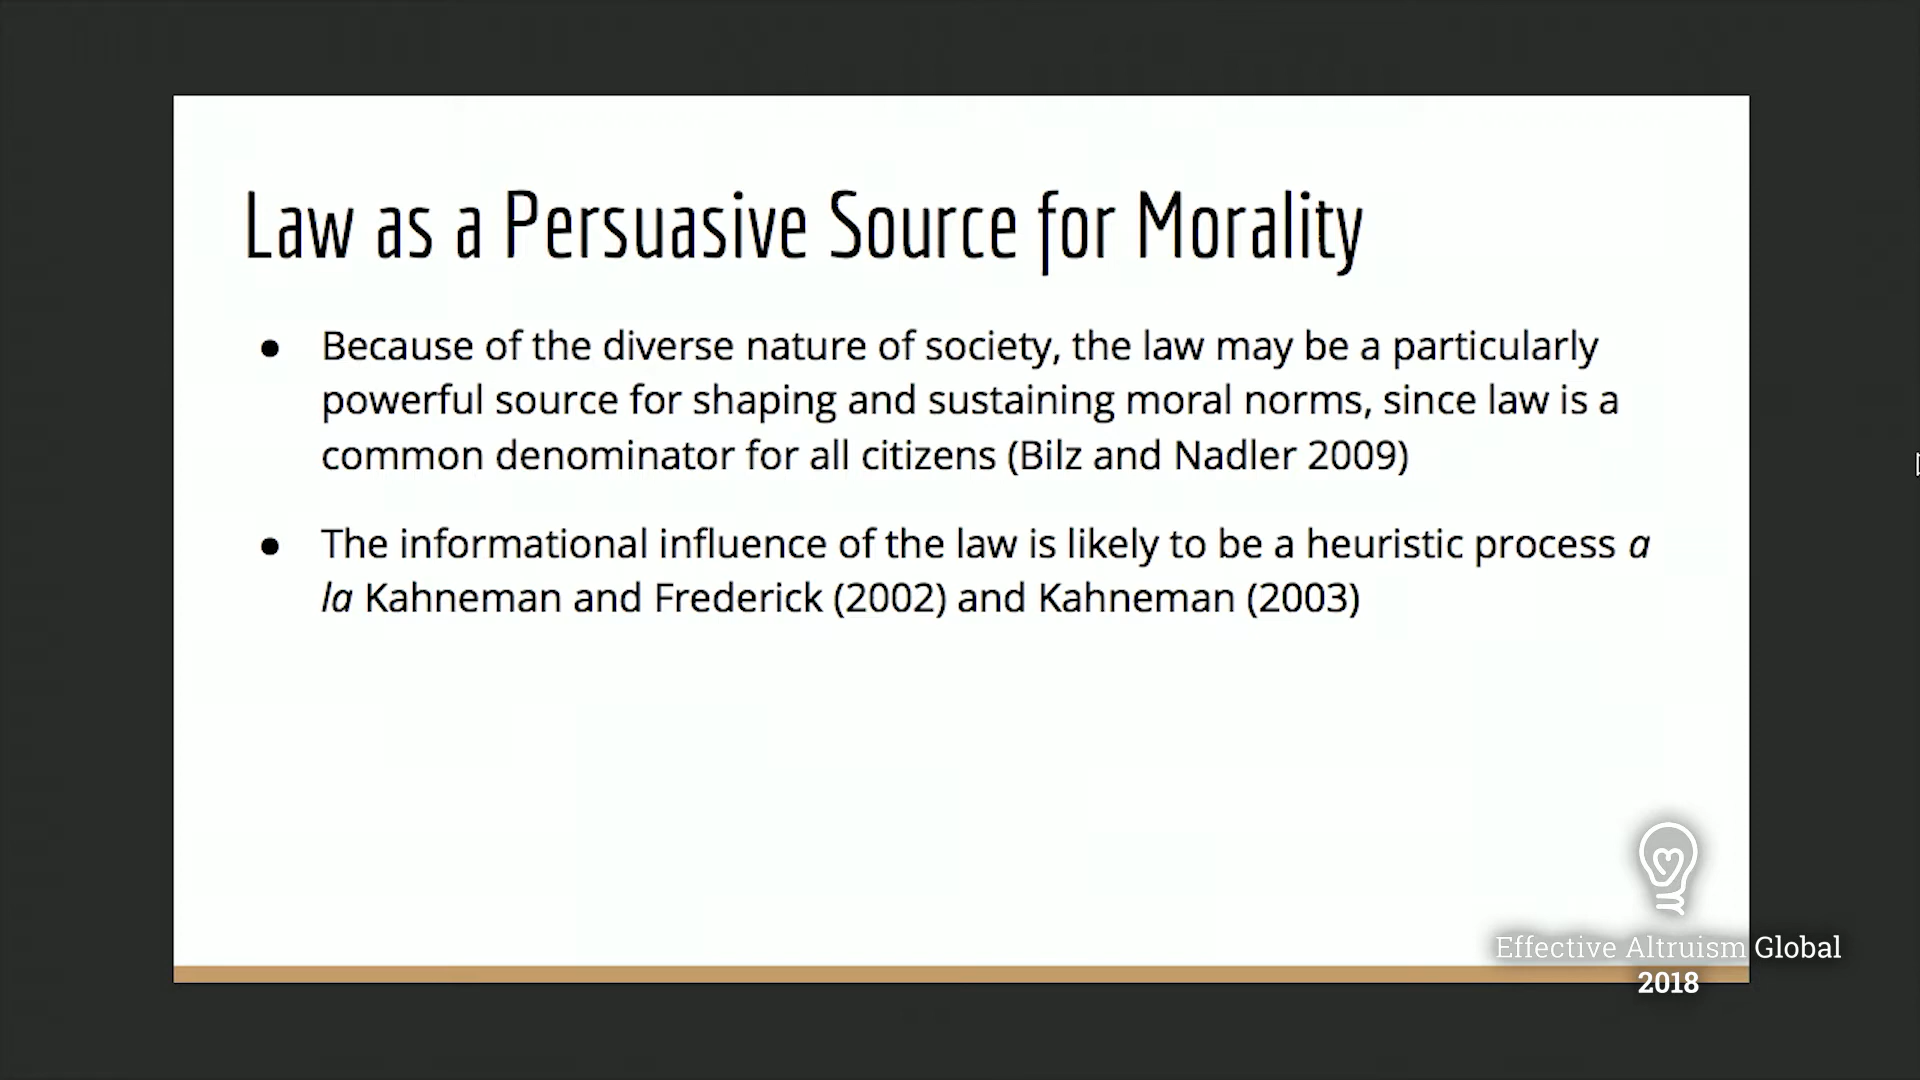 Law as a Persuasive Source for Morality
● Because of the diverse nature of society, the law may be a particularly
powerful source for shaping and sustaining moral norms, since law is a
common denominator for all citizens (Bilz and Nadler 2009)
● The informational influence of the law is likely to be a heuristic process a
la Kahneman and Frederick (2002) and Kahneman (2003)
Effective Altruism Global
2018